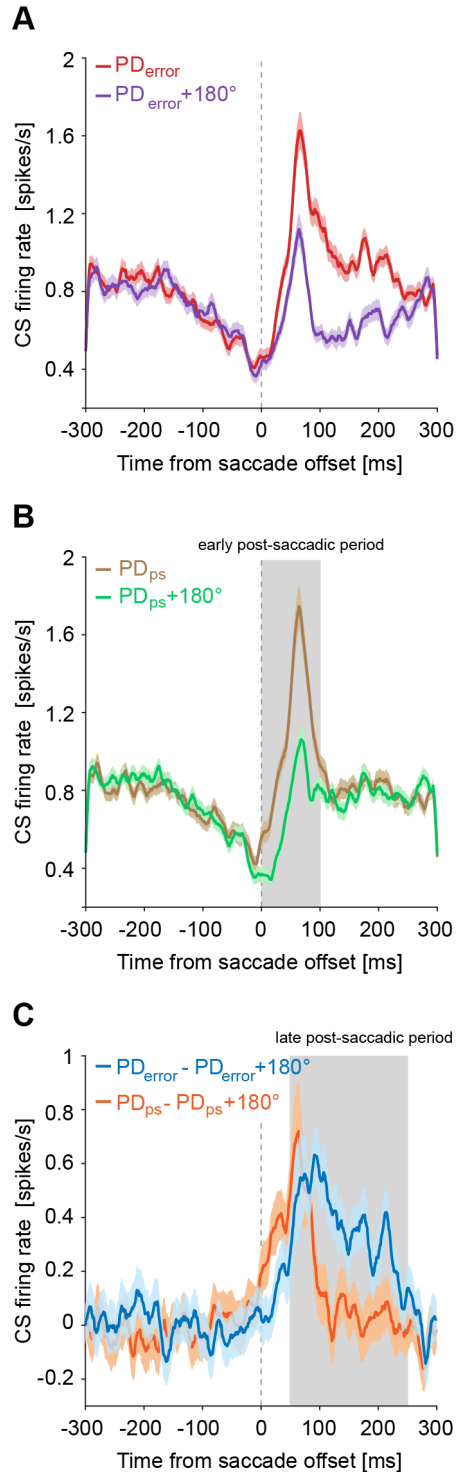 A
2
PDerror
PD error+180°
1.6
1.2
0.8
0.4
CS firing rate [spikes/s]
-300 -200 -100 0 100 200 300
Time from saccade offset [ms]
B
early post-saccadic period
2
PDps
PDps+180°
1.6
1.2
0.8
0.4
CS firing rate [spikes/s]
-300 -200 -100 0 100 200 300
Time from saccade offset [ms]
C
late post-saccadic period
1
PDerror - PDerror+180°
0.8
PDps- PDps+180°
0.6
0.4
0.2
0
-0.2
CS firing rate [spikes/s]
-300 -200 -100 0 100 200 300
Time from saccade offset [ms]